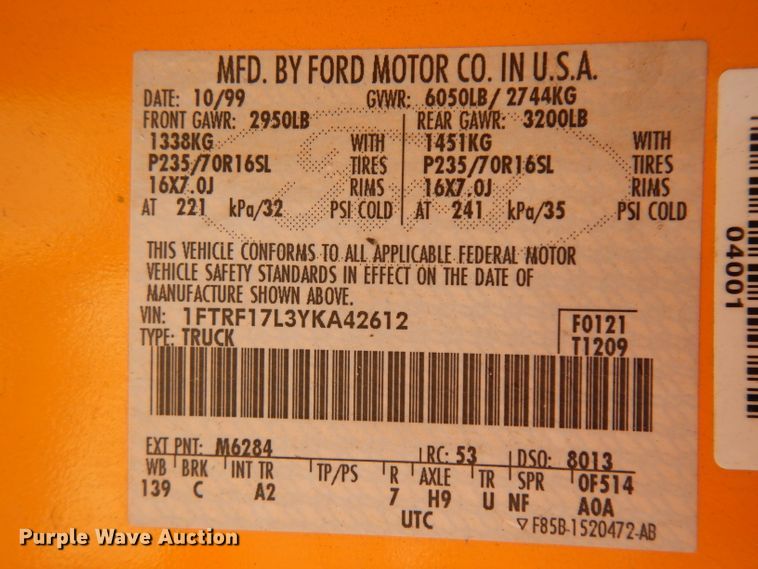 MFD. BY FORD MOTOR CO. IN U.S.A.
DATE: 10/99 GVWR: 6050LB/ 2744KG
FRONT GAWR: 2950LB REAR GAWR: 3200LB
1338KG WITH 1451KG WITH
P235/70R16SL TIRES P235/70R16SL TIRES
16X7.0J RIMS 16X7.0J RIMS
AT 221 kPa/32 PSI COLD AT 241 kPa/35 PSI COLD
THIS VEHICLE CONFORMS TO ALL APPLICABLE FEDERAL MOTOR
VEHICLE SAFETY STANDARDS IN EFFECT ON THE DATE OF
MANUFACTURE SHOWN ABOVE.
VIN: 1FTRF17L3YKA42612 F0121
TYPE: TRUCK T1209
EXT PNT: M6284 RC: 53 DSO: 8013
WB BRK INT TR TP/PS R AXLE TR SPR 0F514
139 C A2 7 H9 U NF A0A
UTC ▽F85B-1520472-AB
04001
Purple Wave Auction